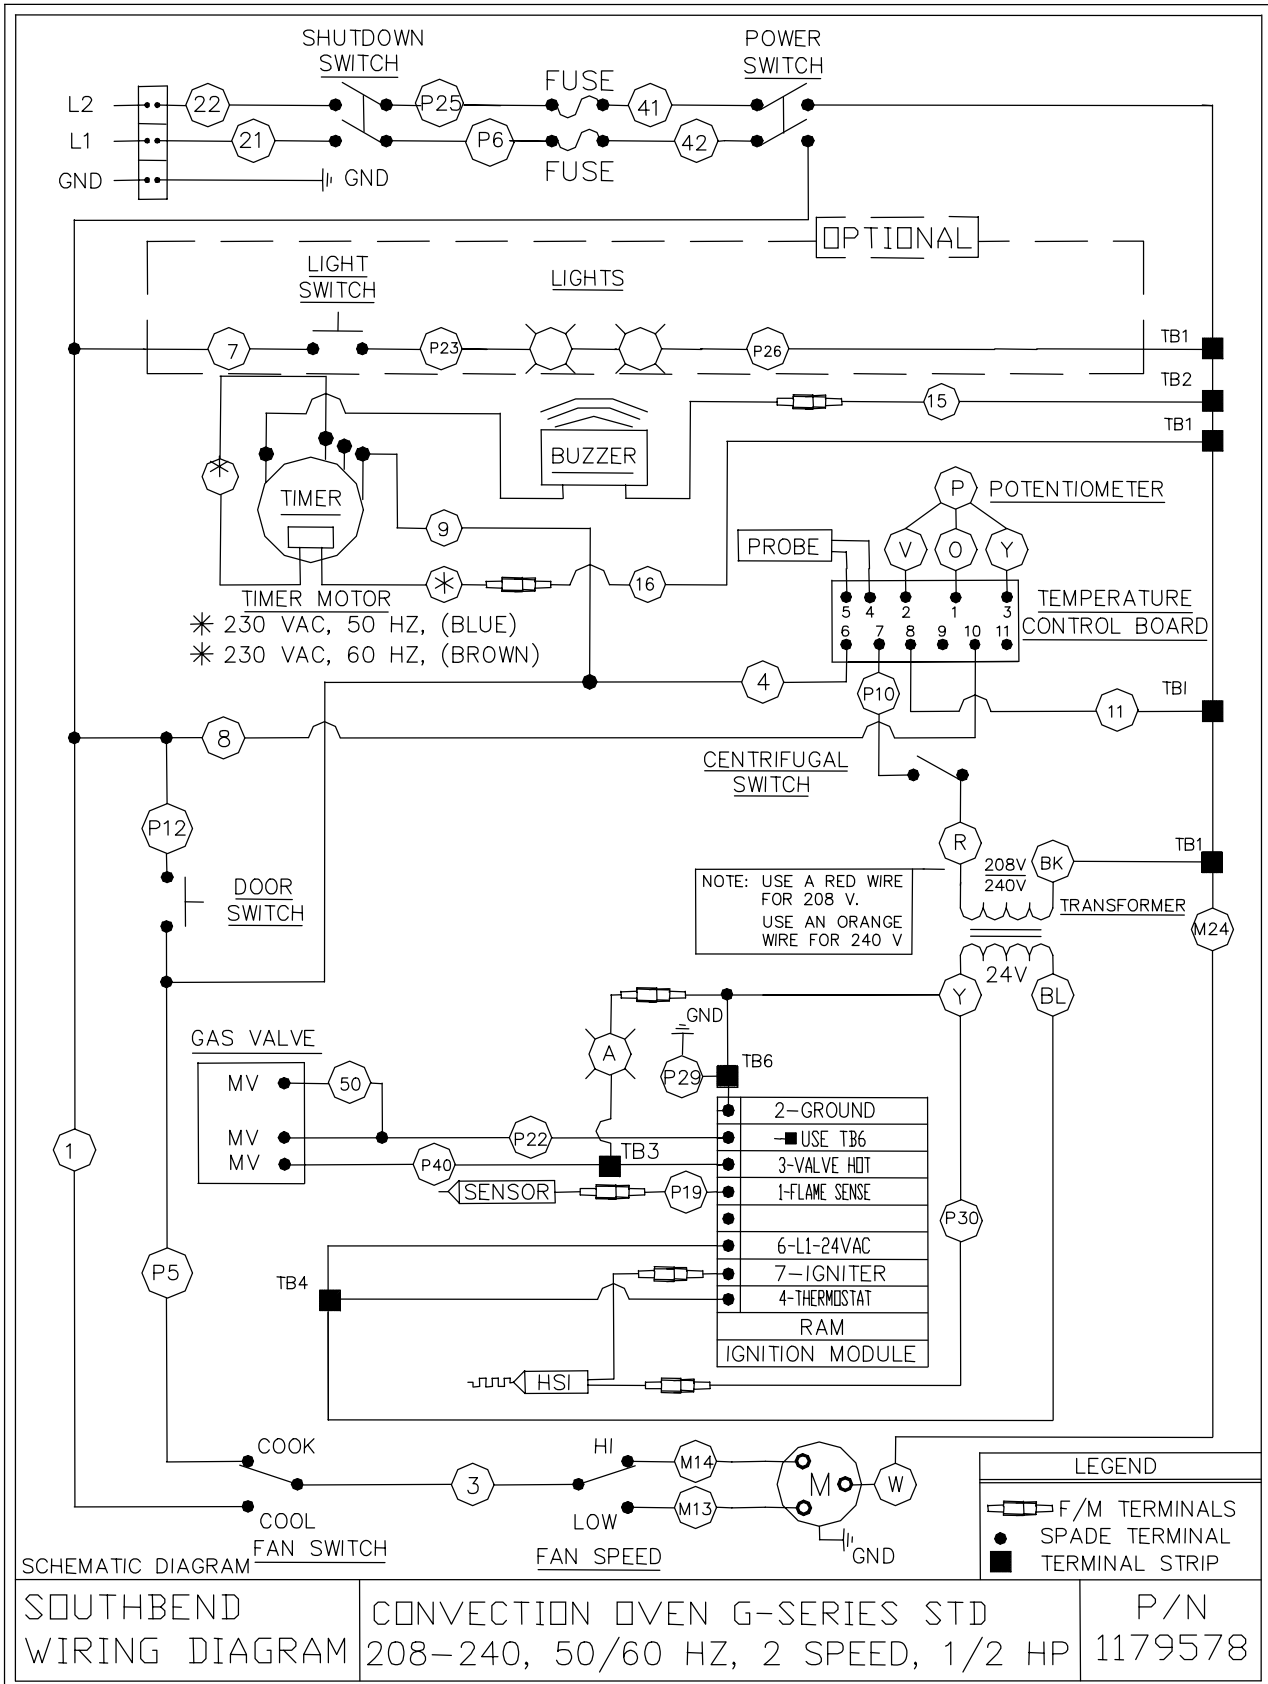 SHUTDOWN
SWITCH
POWER
SWITCH
L2
22
P25
FUSE
41
L1
21
P6
FUSE
42
GND
GND
OPTIONAL
LIGHT
SWITCH
LIGHTS
7
P23
P26
TB1
TB2
15
TB1
BUZZER
TIMER
9
16
P
POTENTIOMETER
V
O
Y
PROBE
5 4 2 1 3
6 7 8 9 10 11
TEMPERATURE
CONTROL BOARD
TIMER MOTOR
* 230 VAC, 50 HZ, (BLUE)
* 230 VAC, 60 HZ, (BROWN)
4
P10
11
TB1
8
CENTRIFUGAL
SWITCH
P12
R
208V
240V
BK
TB1
TRANSFORMER
NOTE: USE A RED WIRE
FOR 208 V.
USE AN ORANGE
WIRE FOR 240 V
DOOR
SWITCH
M24
24V
Y
BL
GND
GAS VALVE
A
P29
TB6
MV
50
MV
P22
MV
P40
TB3
2-GROUND
USE TB6
3-VALVE HOT
1-FLAME SENSE
SENSOR
P19
1
P30
P5
6-L1-24VAC
7-IGNITER
4-THERMOSTAT
RAM
IGNITION MODULE
TB4
HSI
COOK
COOL
FAN SWITCH
3
HI
LOW
FAN SPEED
M14
M13
M
W
GND
LEGEND
F/M TERMINALS
SPADE TERMINAL
TERMINAL STRIP
SCHEMATIC DIAGRAM
SOUTHBEND
WIRING DIAGRAM
CONVECTION OVEN G-SERIES STD
208-240, 50/60 HZ, 2 SPEED, 1/2 HP
P/N
1179578